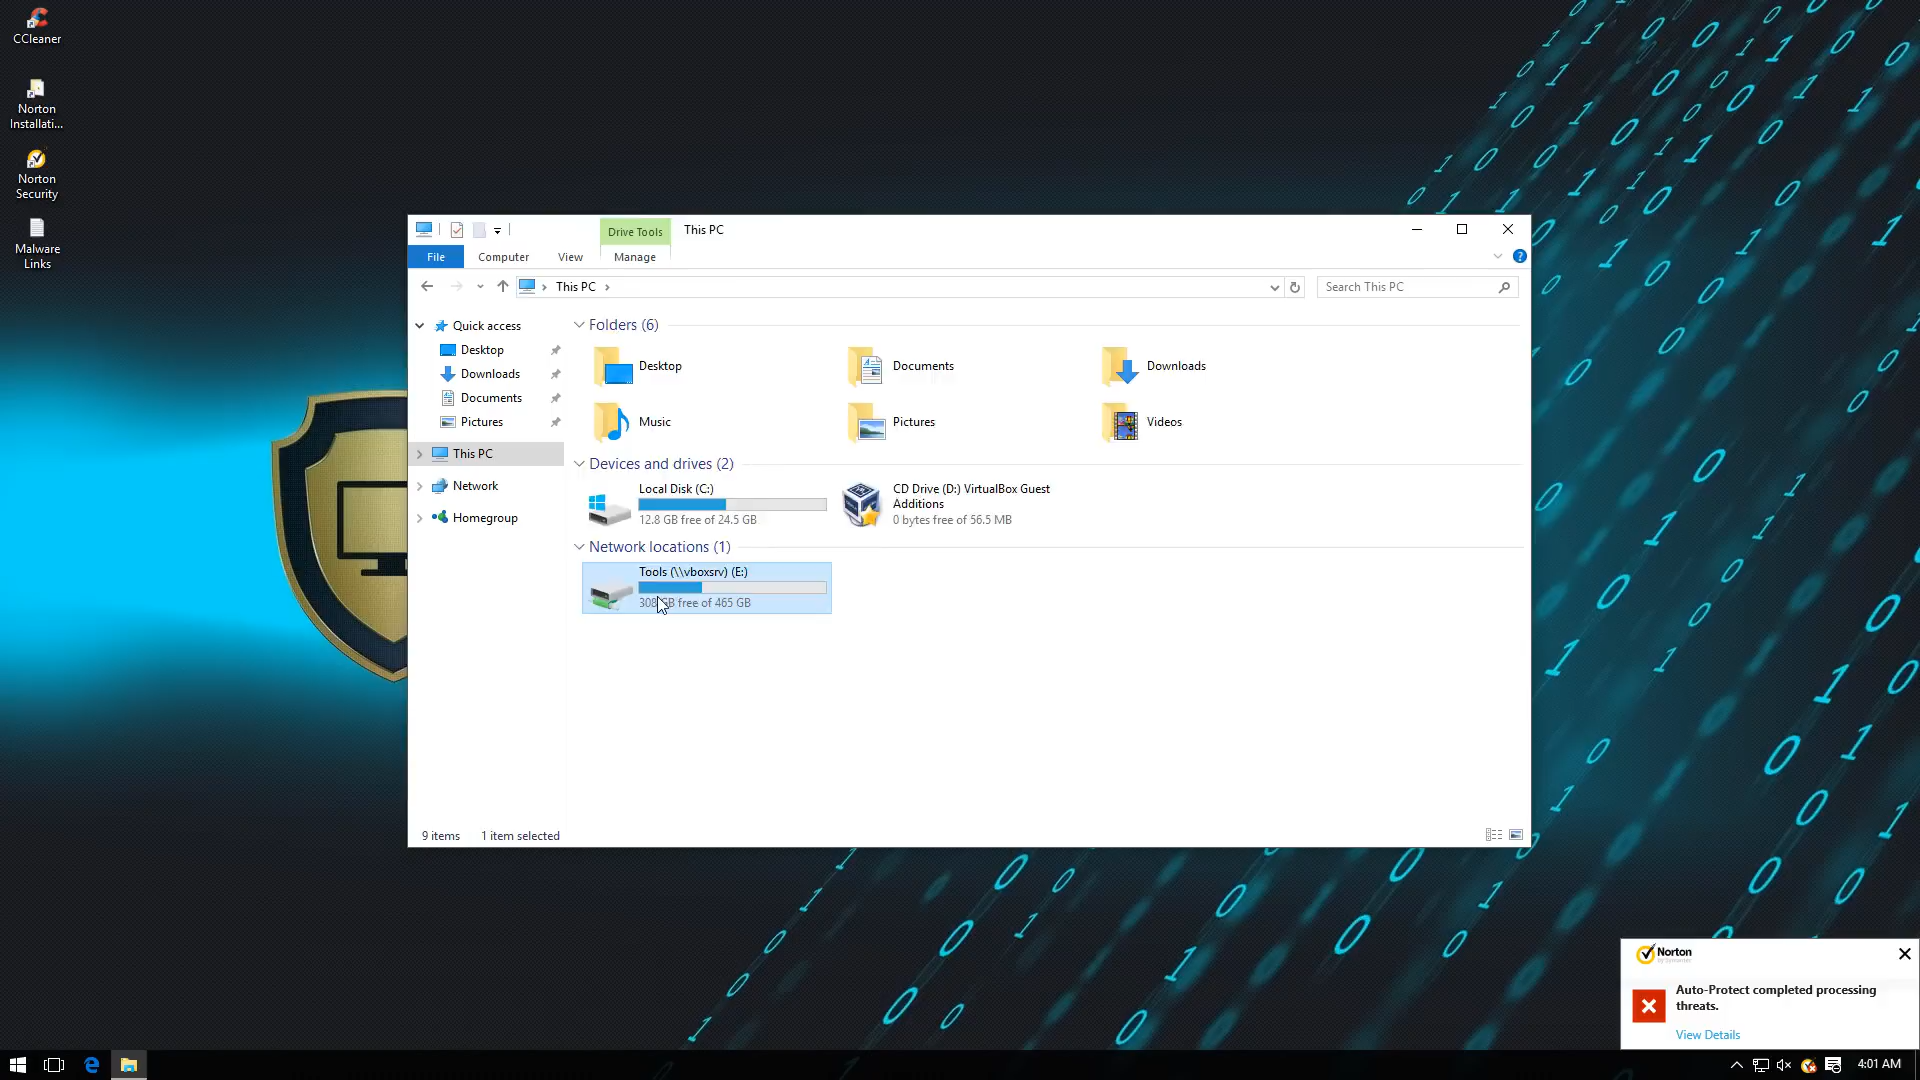 CCleaner
Norton
Installati...
Norton
Security
Malware
Links
Drive Tools
This PC
File
Computer
View
Manage
This PC
Search This PC
Quick access
Desktop
Downloads
Documents
Pictures
This PC
Network
Homegroup
Folders (6)
Desktop
Documents
Downloads
Music
Pictures
Videos
Devices and drives (2)
Local Disk (C:)
12.8 GB free of 24.5 GB
CD Drive (D:) VirtualBox Guest
Additions
0 bytes free of 56.5 MB
Network locations (1)
Tools (\\vboxsrv) (E:)
308 GB free of 465 GB
9 items
1 item selected
Norton
by Symantec
Auto-Protect completed processing
threats.
View Details
4:01 AM